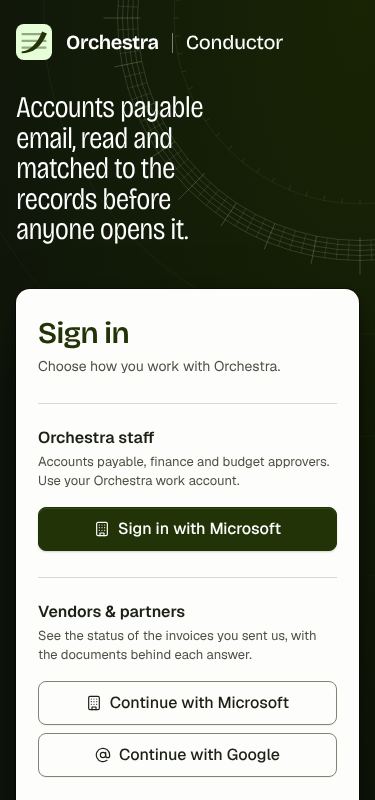 Orchestra | Conductor
Accounts payable
email, read and
matched to the
records before
anyone opens it.
Sign in
Choose how you work with Orchestra.
Orchestra staff
Accounts payable, finance and budget approvers.
Use your Orchestra work account.
Sign in with Microsoft
Vendors & partners
See the status of the invoices you sent us, with
the documents behind each answer.
Continue with Microsoft
Continue with Google